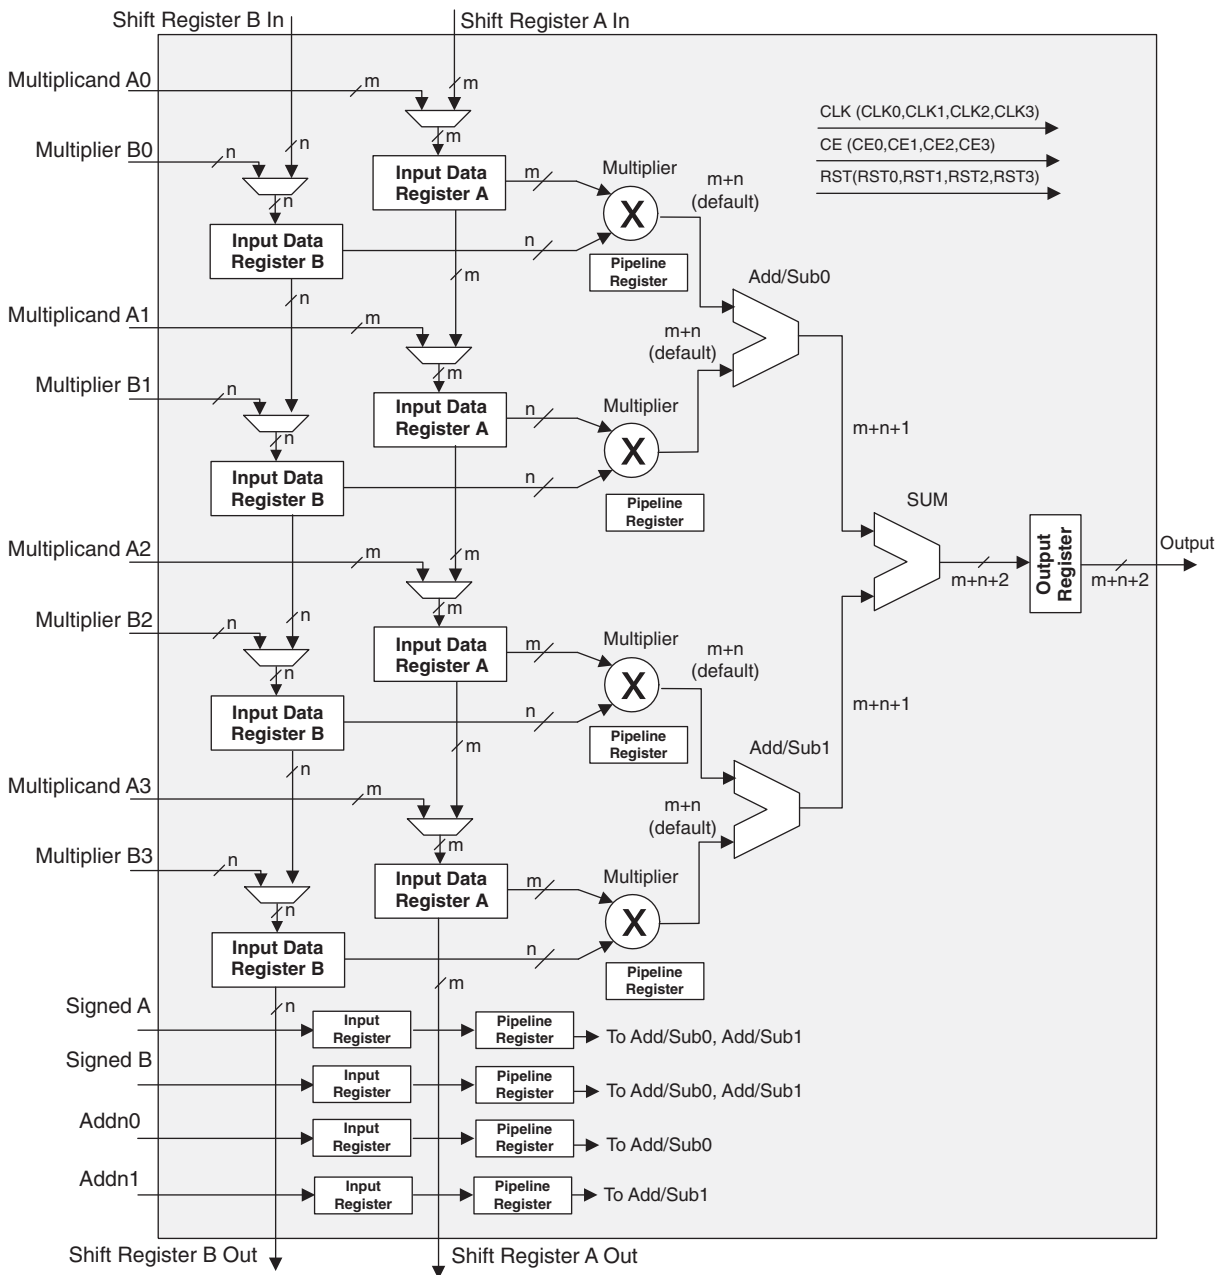 Shift Register B In
Shift Register A In
Multiplicand A0
m
m
CLK (CLK0,CLK1,CLK2,CLK3)
Multiplier B0
n
n
m
CE (CE0,CE1,CE2,CE3)
RST(RST0,RST1,RST2,RST3)
n
Input Data
Register A
m
Multiplier
m+n
(default)
X
Input Data
Register B
n
Pipeline
Register
m
Add/Sub0
n
Multiplicand A1
m
m+n
(default)
m
Multiplier B1
n
n
Input Data
Register A
n
Multiplier
X
m+n+1
Input Data
Register B
n
Pipeline
Register
SUM
Multiplicand A2
m
m
Output
Register
Output
m+n+2
m+n+2
Multiplier B2
n
n
m
n
Input Data
Register A
m
Multiplier
m+n
(default)
X
m+n+1
Input Data
Register B
n
Pipeline
Register
m
Add/Sub1
n
Multiplicand A3
m
m+n
(default)
m
Multiplier B3
n
n
Input Data
Register A
m
Multiplier
X
Input Data
Register B
n
Pipeline
Register
m
n
Signed A
Input
Register
Pipeline
Register
To Add/Sub0, Add/Sub1
Signed B
Input
Register
Pipeline
Register
To Add/Sub0, Add/Sub1
Addn0
Input
Register
Pipeline
Register
To Add/Sub0
Addn1
Input
Register
Pipeline
Register
To Add/Sub1
Shift Register B Out
Shift Register A Out